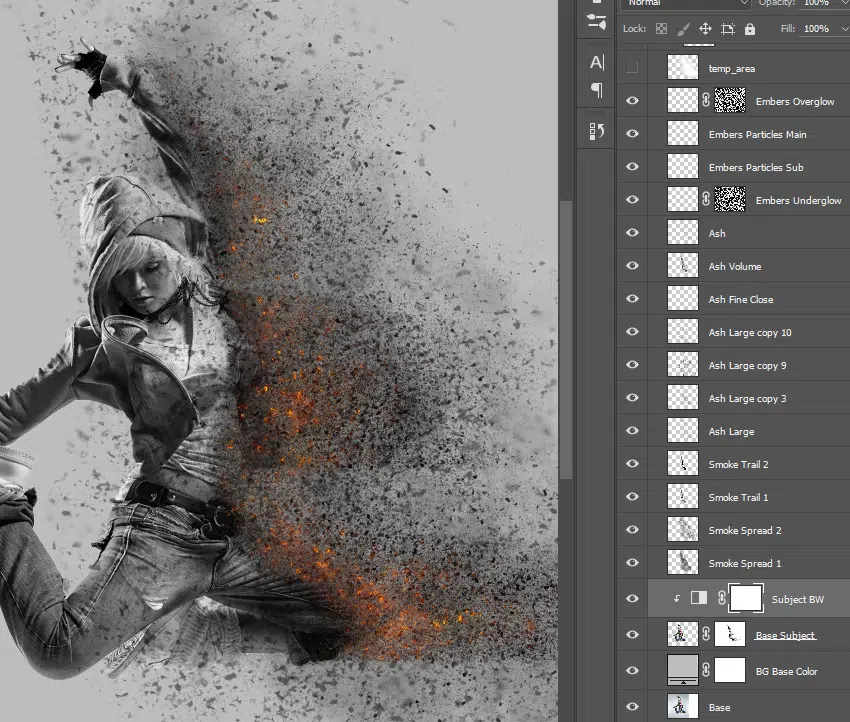 Normal
Opacity: 100%
Lock:
Fill: 100%
temp_area
Embers Overglow
Embers Particles Main
Embers Particles Sub
Embers Underglow
Ash
Ash Volume
Ash Fine Close
Ash Large copy 10
Ash Large copy 9
Ash Large copy 3
Ash Large
Smoke Trail 2
Smoke Trail 1
Smoke Spread 2
Smoke Spread 1
Subject BW
Base Subject
BG Base Color
Base